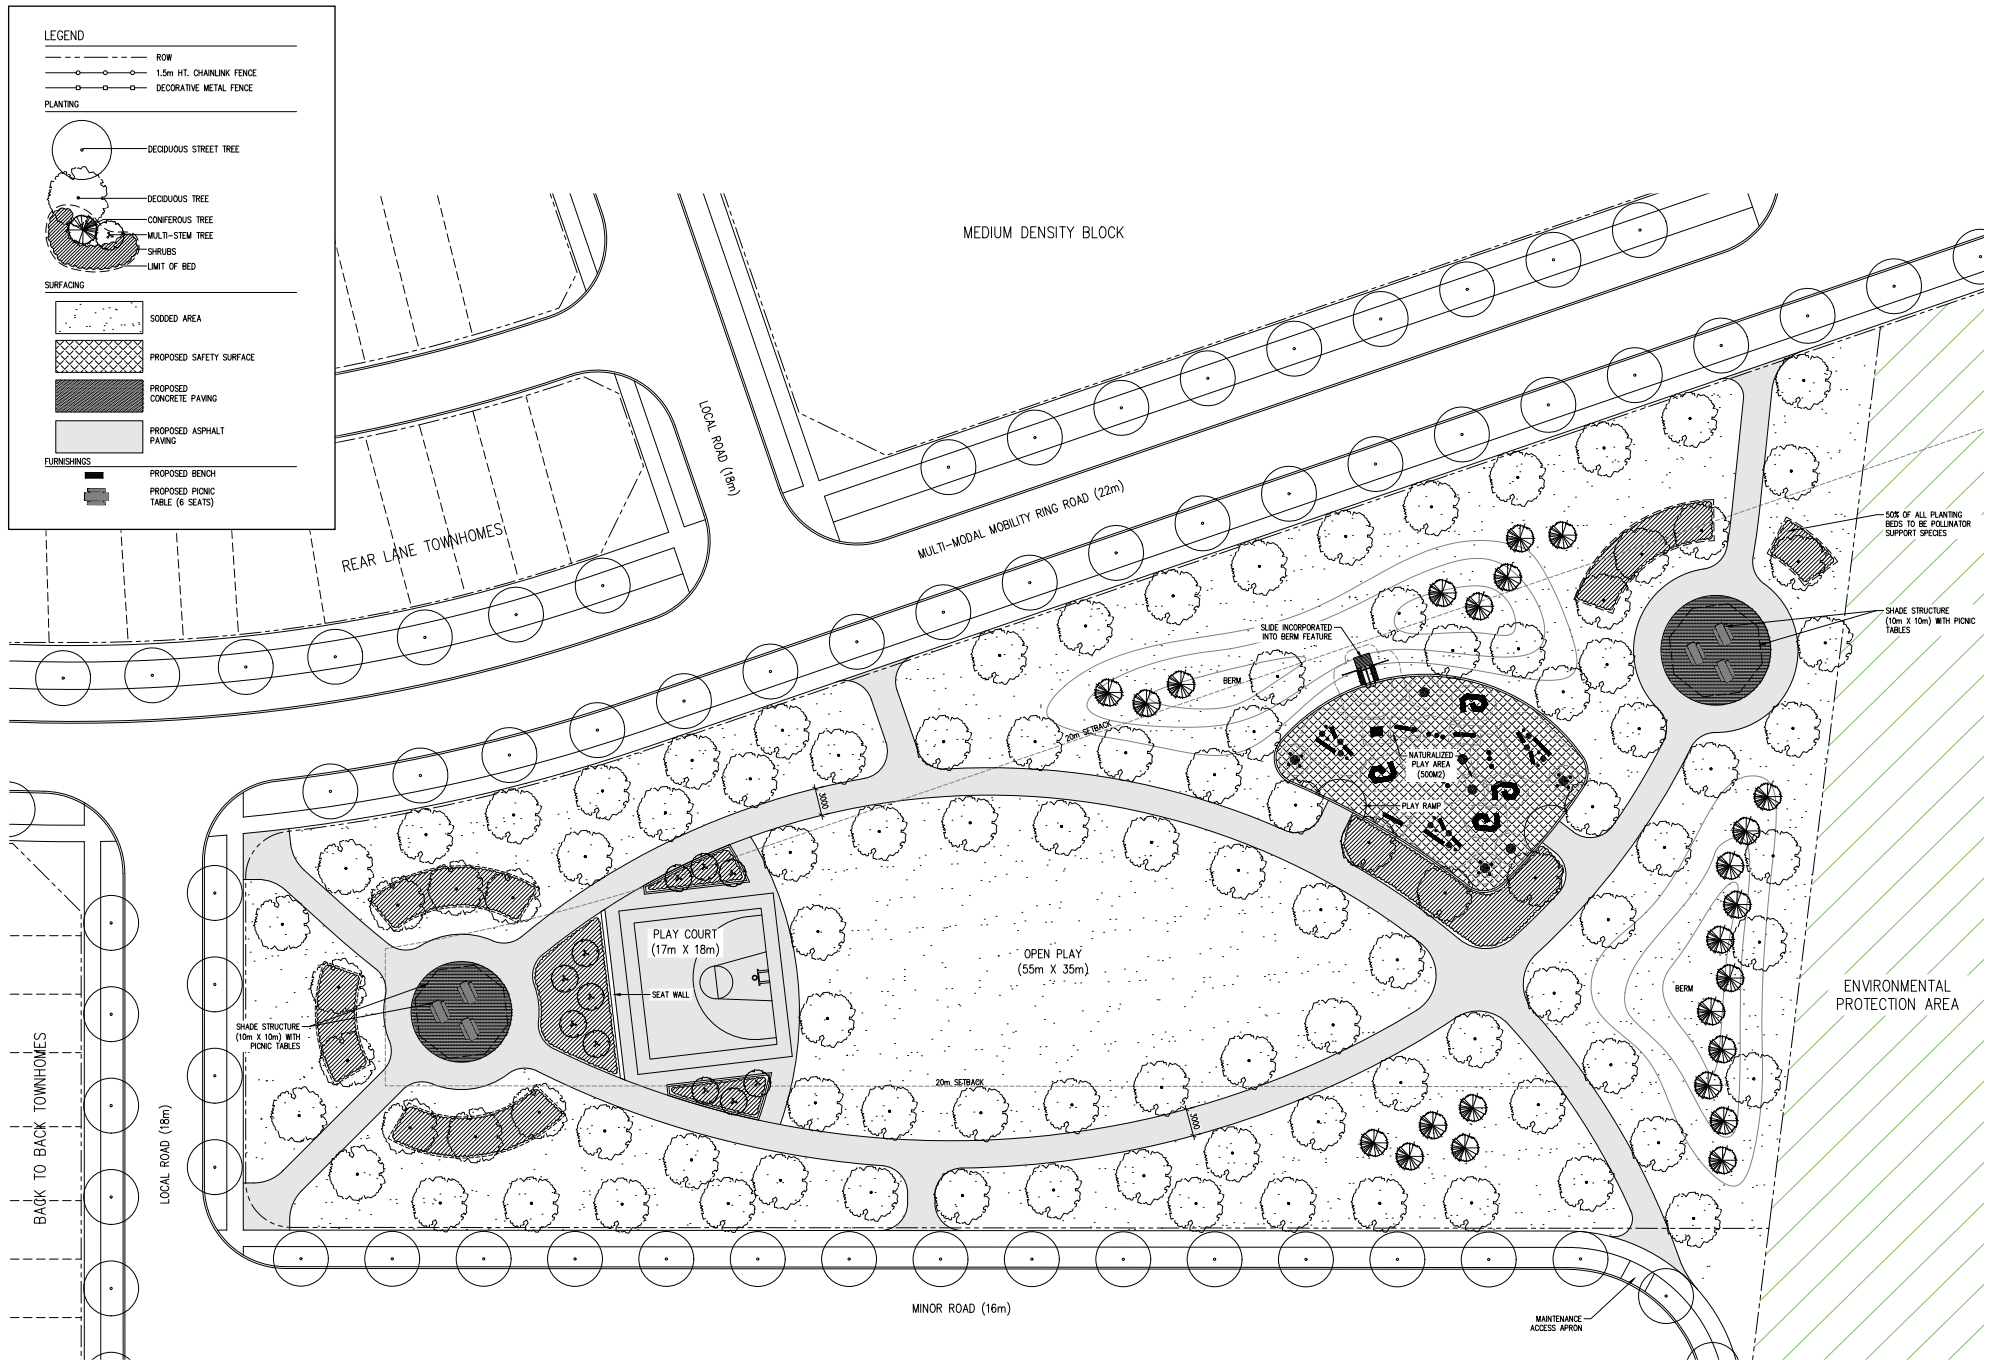 LEGEND
ROW
1.5m HT. CHAINLINK FENCE
DECORATIVE METAL FENCE
PLANTING
DECIDUOUS STREET TREE
DECIDUOUS TREE
CONIFEROUS TREE
MULTI-STEM TREE
SHRUBS
LIMIT OF BED
SURFACING
SODDED AREA
PROPOSED SAFETY SURFACE
PROPOSED
CONCRETE PAVING
PROPOSED ASPHALT
PAVING
FURNISHINGS
PROPOSED BENCH
PROPOSED PICNIC
TABLE (6 SEATS)
MEDIUM DENSITY BLOCK
LOCAL ROAD (18m)
REAR LANE TOWNHOMES
MULTI-MODAL MOBILITY RING ROAD (22m)
50% OF ALL PLANTING
BEDS TO BE POLLINATOR
SUPPORT SPECIES
SHADE STRUCTURE
(10m X 10m) WITH PICNIC
TABLES
SLIDE INCORPORATED
INTO BERM FEATURE
BERM
20m SETBACK
NATURALIZED
PLAY AREA
(500M2)
PLAY RAMP
3000
PLAY COURT
(17m X 18m)
OPEN PLAY
(55m X 35m)
SEAT WALL
BERM
ENVIRONMENTAL
PROTECTION AREA
SHADE STRUCTURE
(10m X 10m) WITH
PICNIC TABLES
20m SETBACK
3000
BACK TO BACK TOWNHOMES
LOCAL ROAD (18m)
MINOR ROAD (16m)
MAINTENANCE
ACCESS APRON